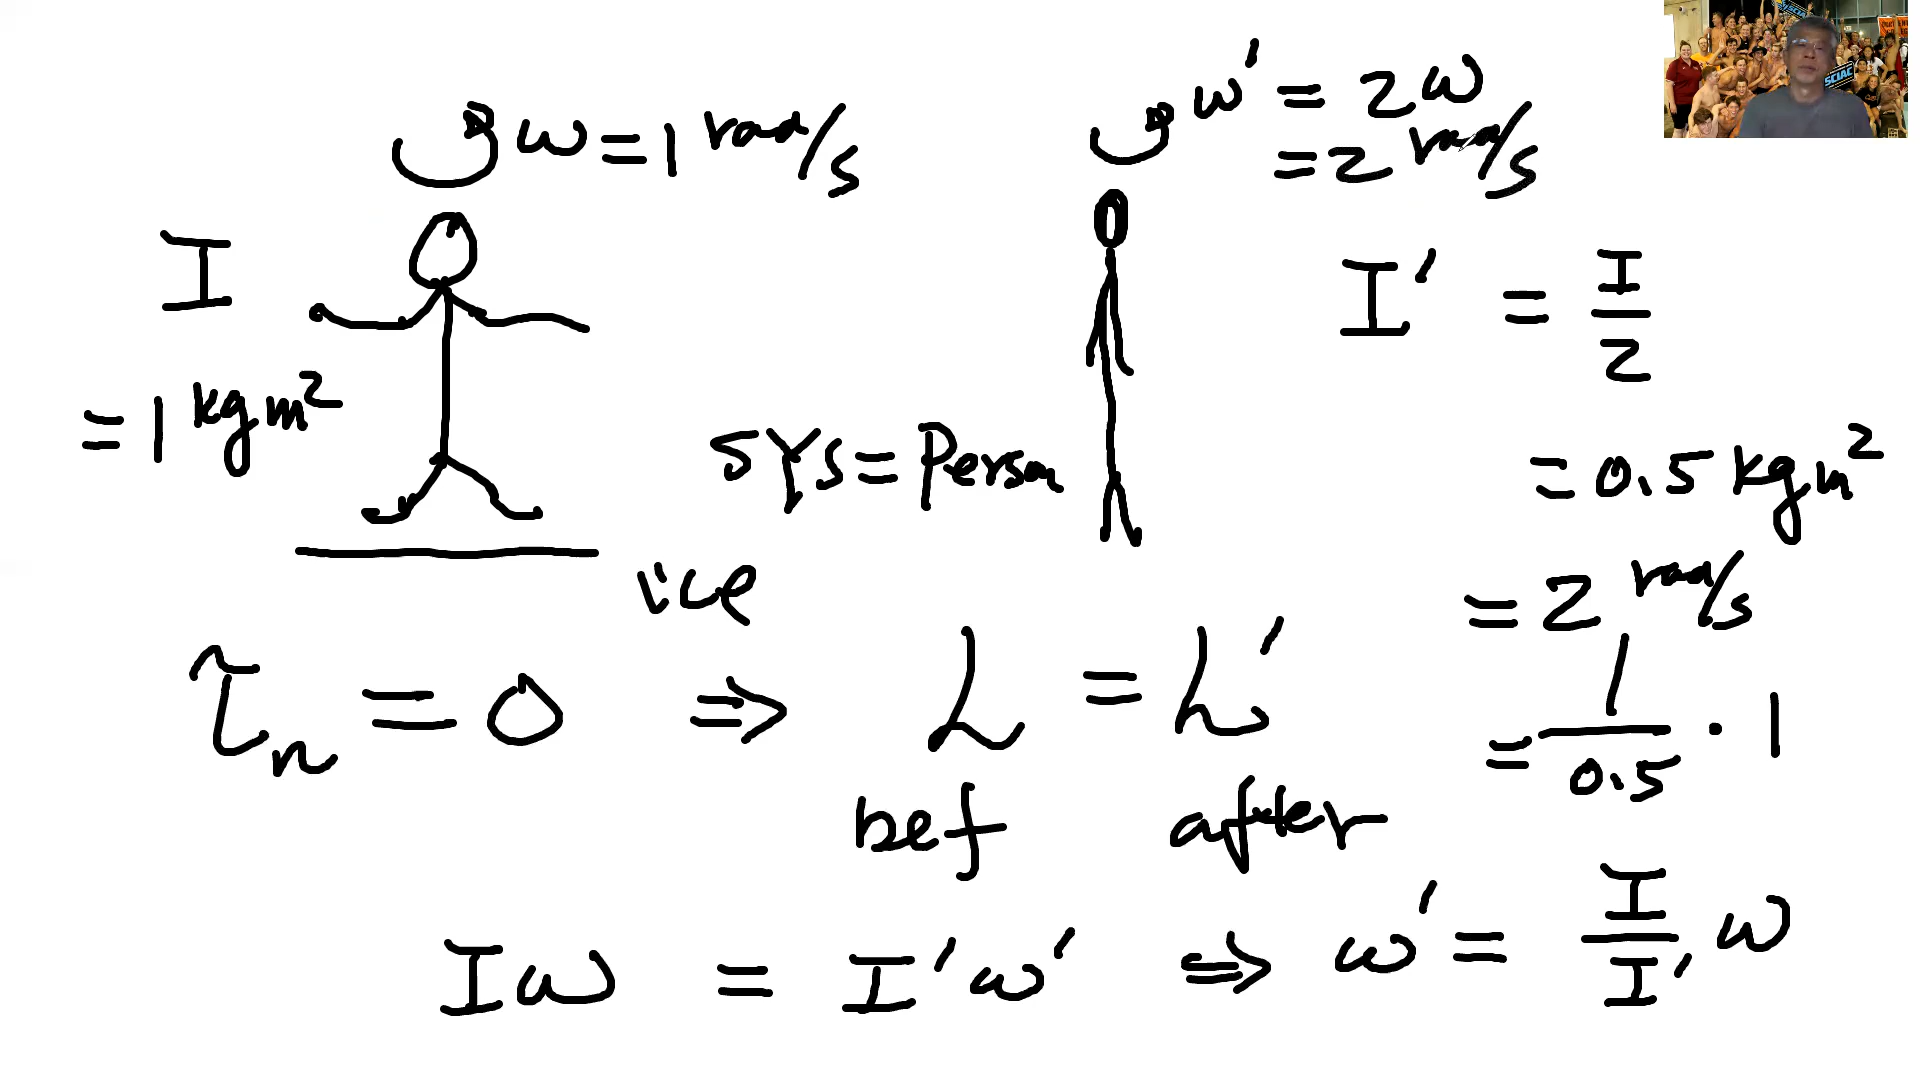 ω = 1 rad/s
ω' = 2ω
= 2 rad/s
I
= 1 kgm²
I' = I/2
= 0.5 kgm²
SYS = Person
ice
τn = 0 ⇒ L = L'
bef after
= 2 rad/s
= 1/0.5 · 1
Iω = I'ω' ⇒ ω' = I/I' ω
SCIAC